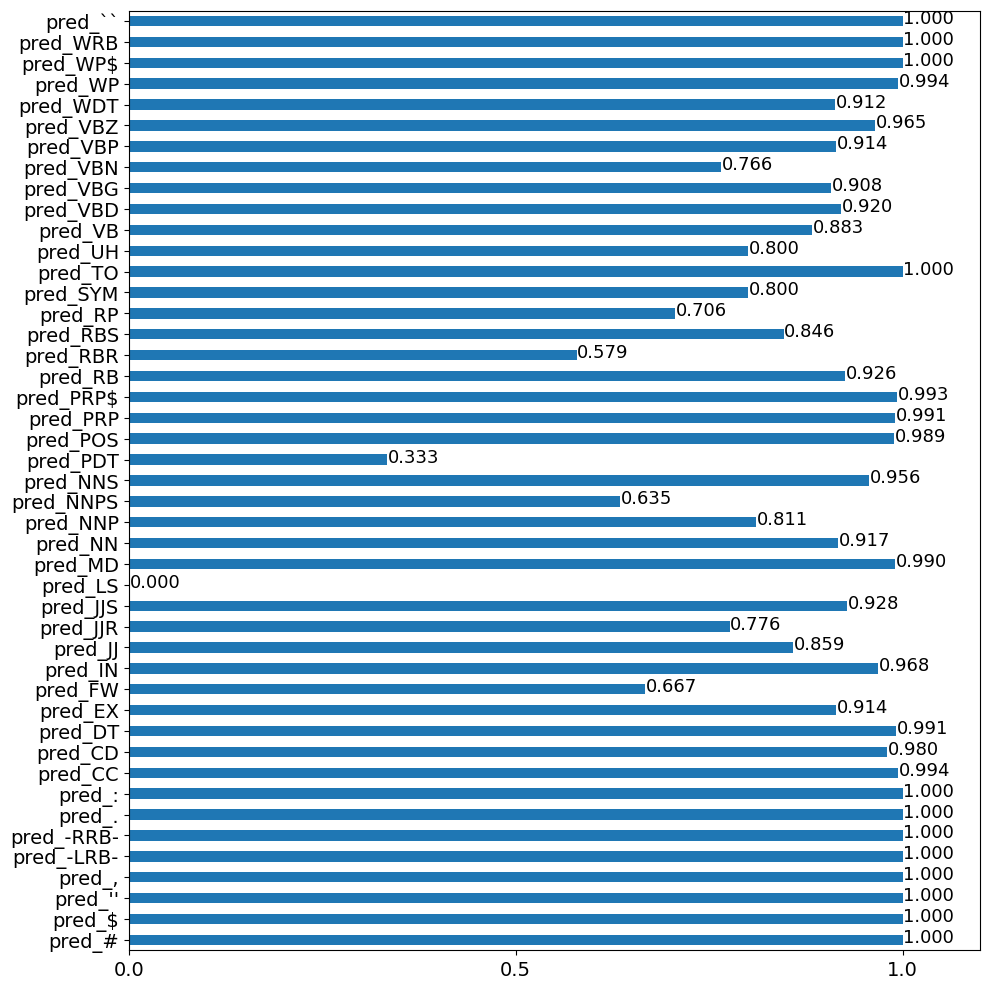 pred_`` 1.000
pred_WRB 1.000
pred_WP$ 1.000
pred_WP 0.994
pred_WDT 0.912
pred_VBZ 0.965
pred_VBP 0.914
pred_VBN 0.766
pred_VBG 0.908
pred_VBD 0.920
pred_VB 0.883
pred_UH 0.800
pred_TO 1.000
pred_SYM 0.800
pred_RP 0.706
pred_RBS 0.846
pred_RBR 0.579
pred_RB 0.926
pred_PRP$ 0.993
pred_PRP 0.991
pred_POS 0.989
pred_PDT 0.333
pred_NNS 0.956
pred_NNPS 0.635
pred_NNP 0.811
pred_NN 0.917
pred_MD 0.990
pred_LS 0.000
pred_JJS 0.928
pred_JJR 0.776
pred_JJ 0.859
pred_IN 0.968
pred_FW 0.667
pred_EX 0.914
pred_DT 0.991
pred_CD 0.980
pred_CC 0.994
pred_: 1.000
pred_. 1.000
pred_-RRB- 1.000
pred_-LRB- 1.000
pred_, 1.000
pred_'' 1.000
pred_$ 1.000
pred_# 1.000
0.0 0.5 1.0